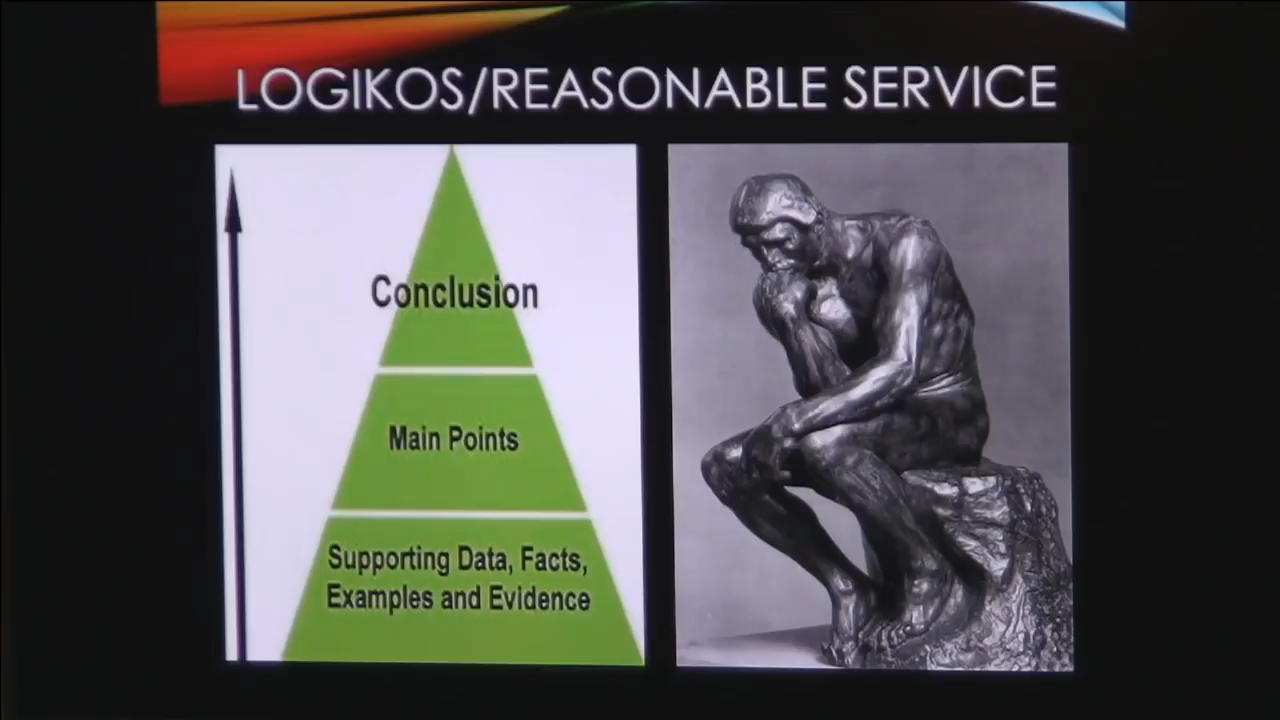 LOGIKOS/REASONABLE SERVICE
Conclusion
Main Points
Supporting Data, Facts,
Examples and Evidence